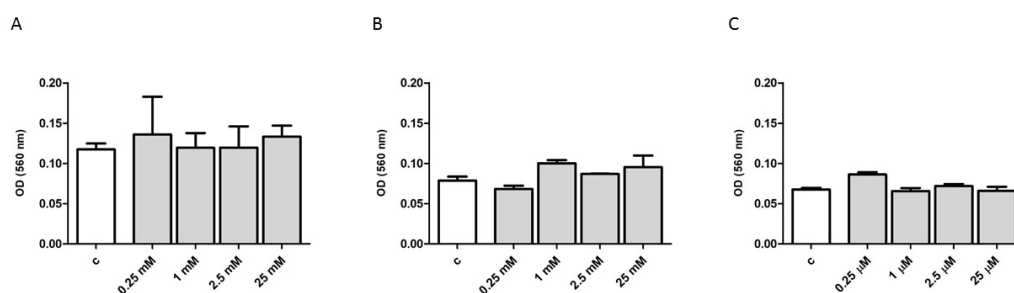 A
OD (560 nm)
0.20
0.15
0.10
0.05
0.00
c
0.25 mM
1 mM
2.5 mM
25 mM
B
OD (560 nm)
0.20
0.15
0.10
0.05
0.00
c
0.25 mM
1 mM
2.5 mM
25 mM
C
OD (560 nm)
0.20
0.15
0.10
0.05
0.00
c
0.25 µM
1 µM
2.5 µM
25 µM